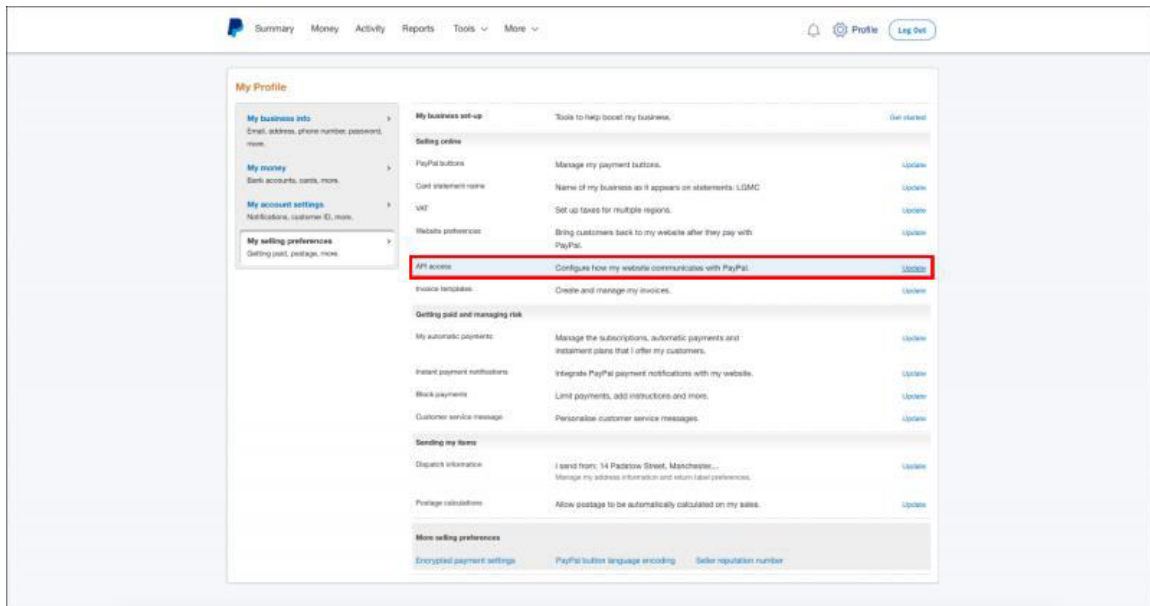 Summary Money Activity Reports Tools More Profile Log Out
My Profile
My business info
Email, address, phone number, password,
more.
My money
Bank accounts, cards, more.
My account settings
Notifications, customer ID, more.
My selling preferences
Getting paid, postage, more.
My business set-up Tools to help boost my business. Get started
Selling online
PayPal buttons Manage my payment buttons. Update
Card statement name Name of my business as it appears on statements: LGMC Update
VAT Set up taxes for multiple regions. Update
Website preferences Bring customers back to my website after they pay with Update
PayPal.
API access Configure how my website communicates with PayPal. Update
Invoice templates Create and manage my invoices. Update
Getting paid and managing risk
My automatic payments Manage the subscriptions, automatic payments and Update
instalment plans that I offer my customers.
Instant payment notifications Integrate PayPal payment notifications with my website. Update
Block payments Limit payments, add instructions and more. Update
Customer service message Personalise customer service messages. Update
Sending my items
Dispatch information I send from: 14 Padstow Street, Manchester... Update
Manage my address information and return label preferences.
Postage calculations Allow postage to be automatically calculated on my sales. Update
More selling preferences
Encrypted payment settings PayPal button language encoding Seller reputation number